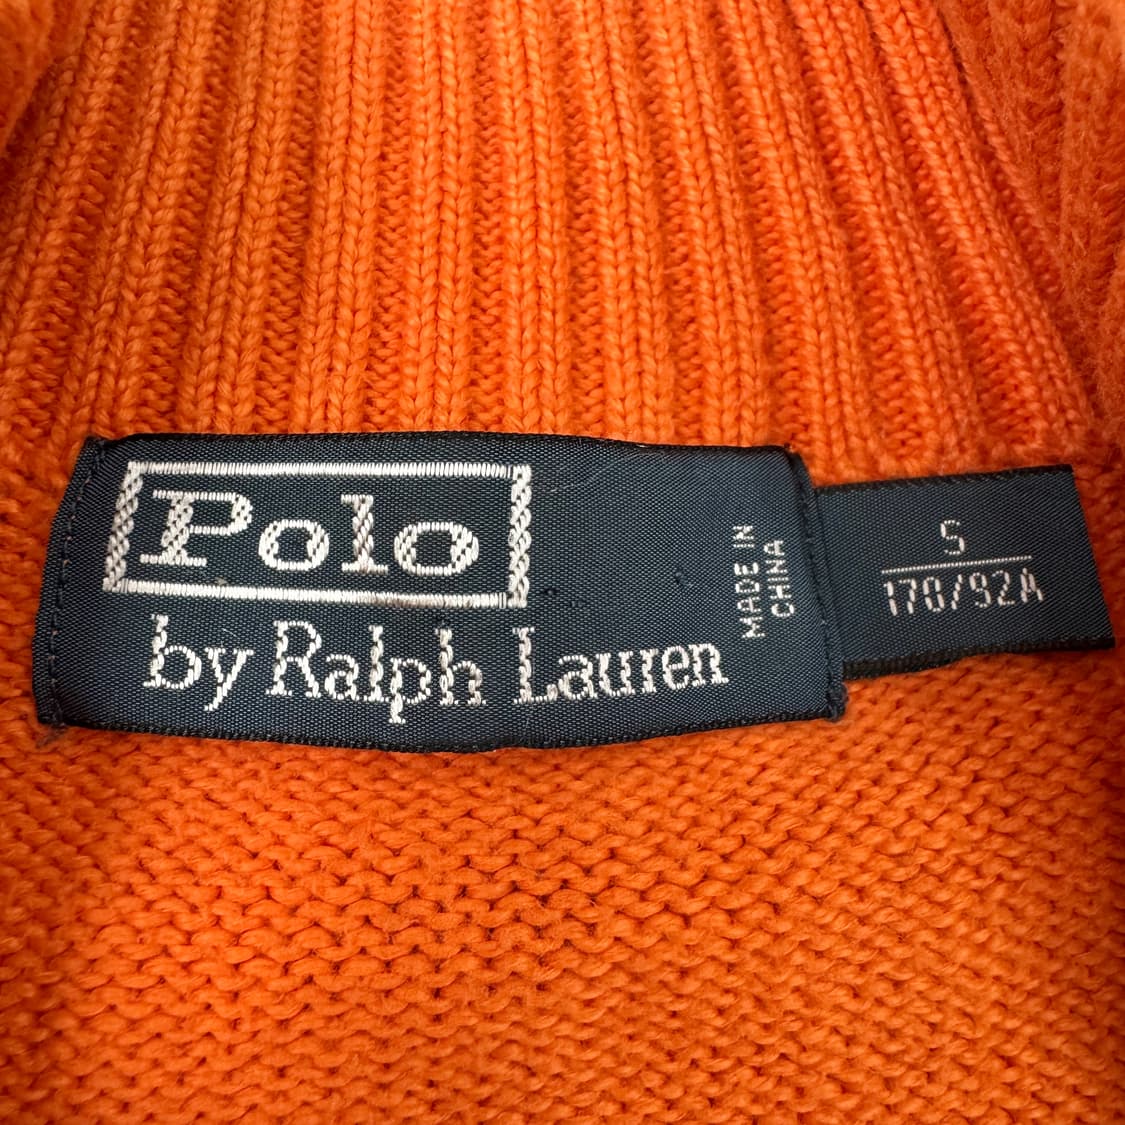 Polo
by Ralph Lauren
MADE IN
CHINA
S
170/92A